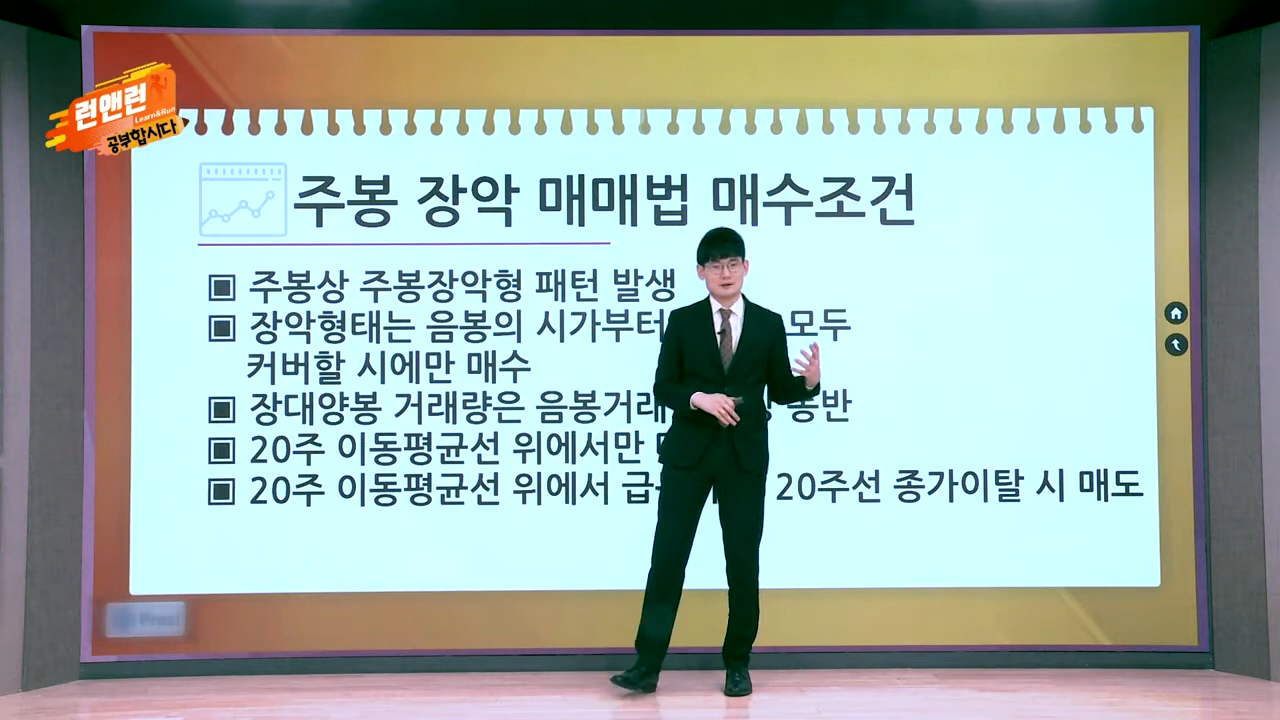 런앤런
Learn&Run
공부합시다
주봉 장악 매매법 매수조건
▣ 주봉상 주봉장악형 패턴 발생
▣ 장악형태는 음봉의 시가부터 모두
커버할 시에만 매수
▣ 장대양봉 거래량은 음봉거래 동반
▣ 20주 이동평균선 위에서만
▣ 20주 이동평균선 위에서 20주선 종가이탈 시 매도